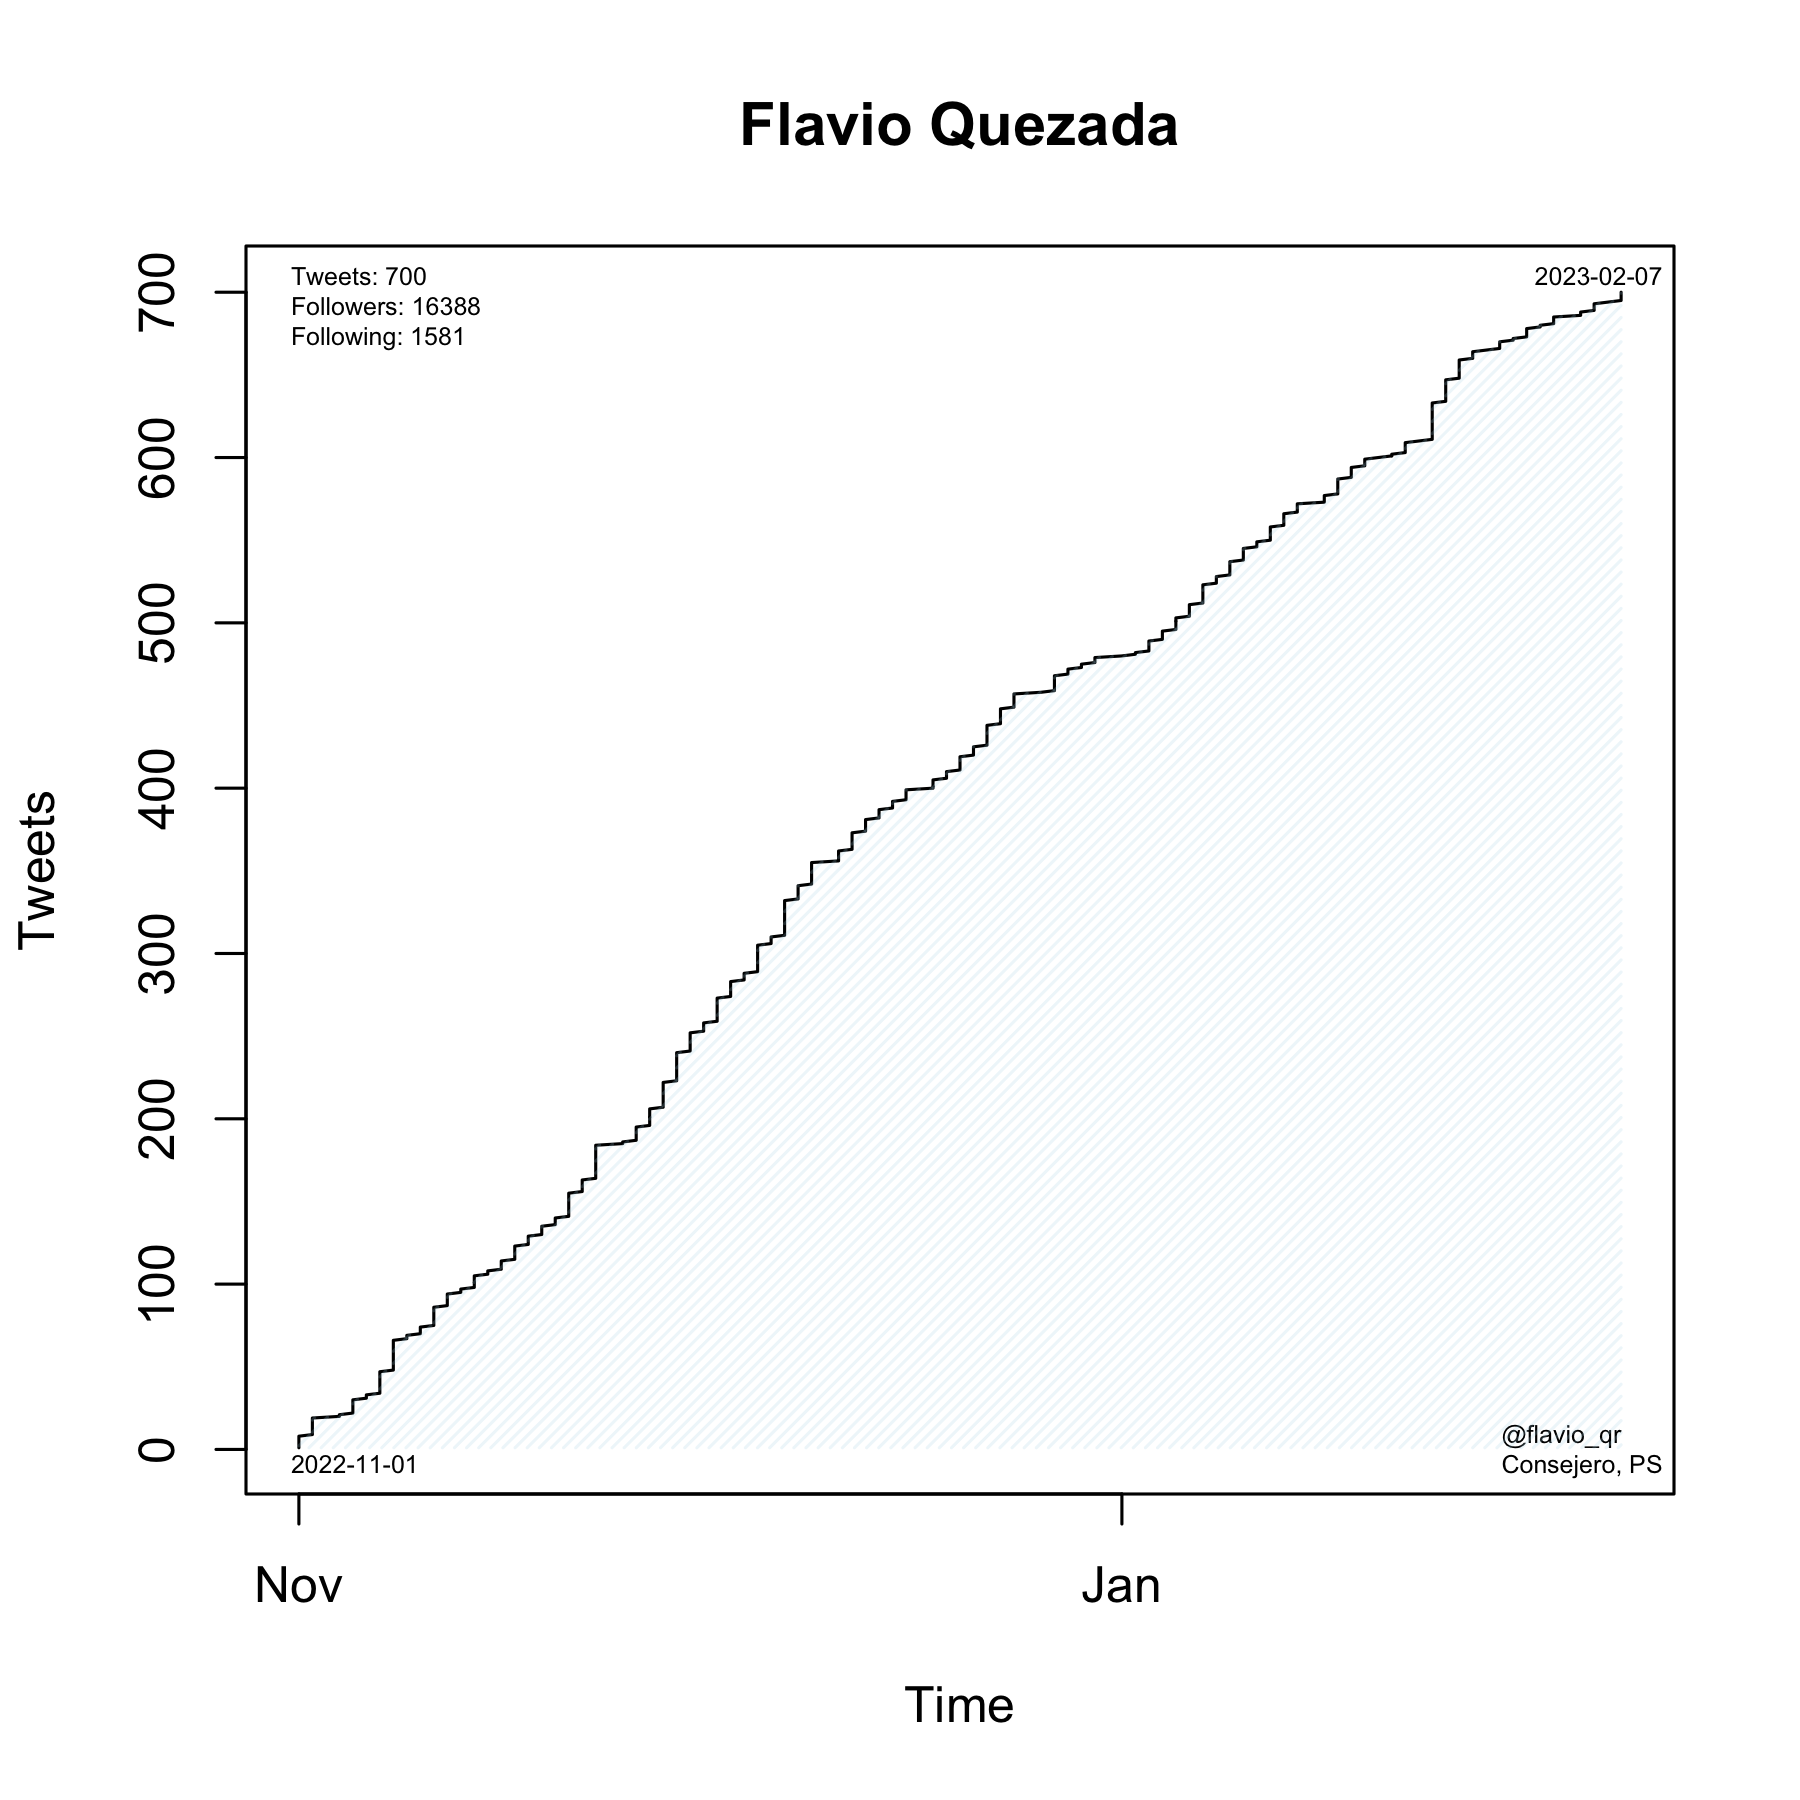 Flavio Quezada
Tweets: 700
Followers: 16388
Following: 1581
2023-02-07
700
600
500
400
300
200
100
0
Tweets
@flavio_qr
Consejero, PS
2022-11-01
Nov
Jan
Time